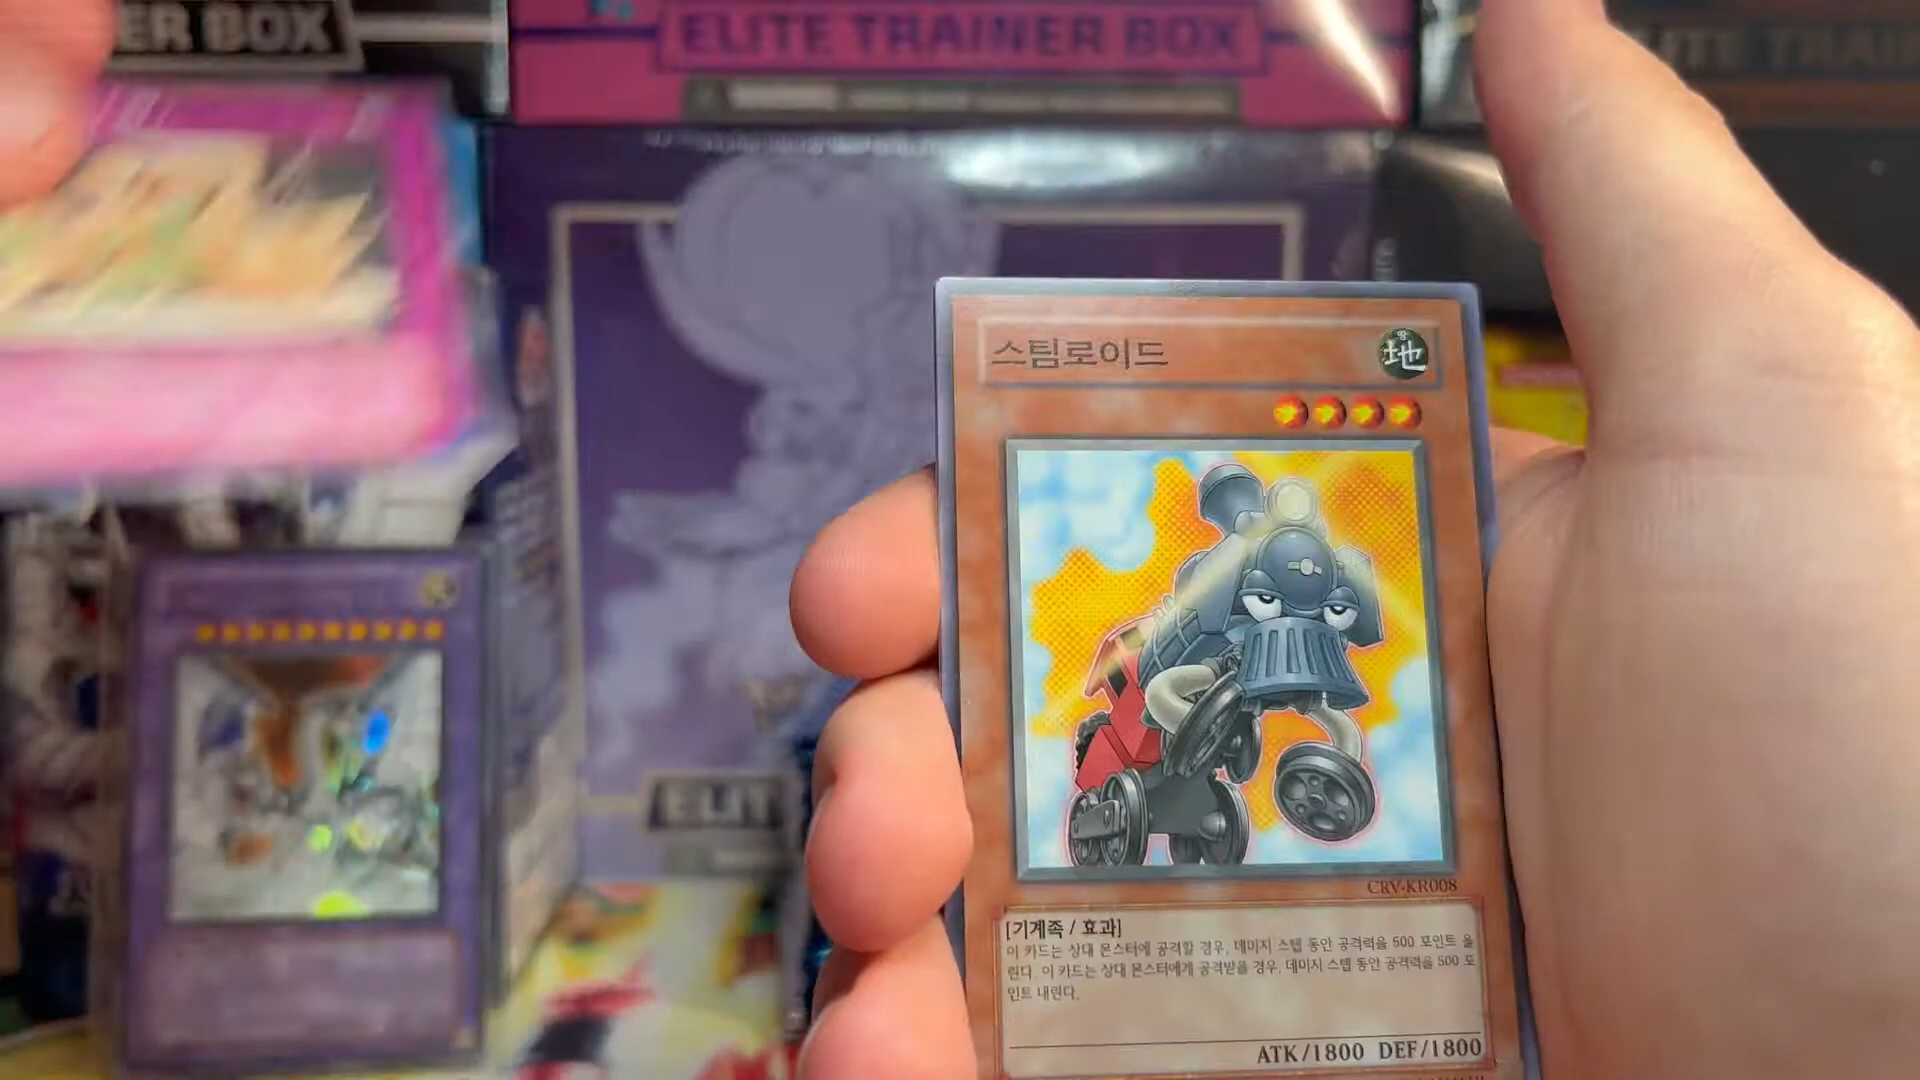 ER BOX
ELITE TRAINER BOX
ELITE TRAIN
스팀로이드
地
ELIT
CRV-KR008
[기계족 / 효과]
이 카드는 상대 몬스터에 공격할 경우, 데미지 스텝 동안 공격력을 500 포인트 올
린다. 이 카드는 상대 몬스터에게 공격받을 경우, 데미지 스텝 동안 공격력을 500 포
인트 내린다.
ATK/1800 DEF/1800